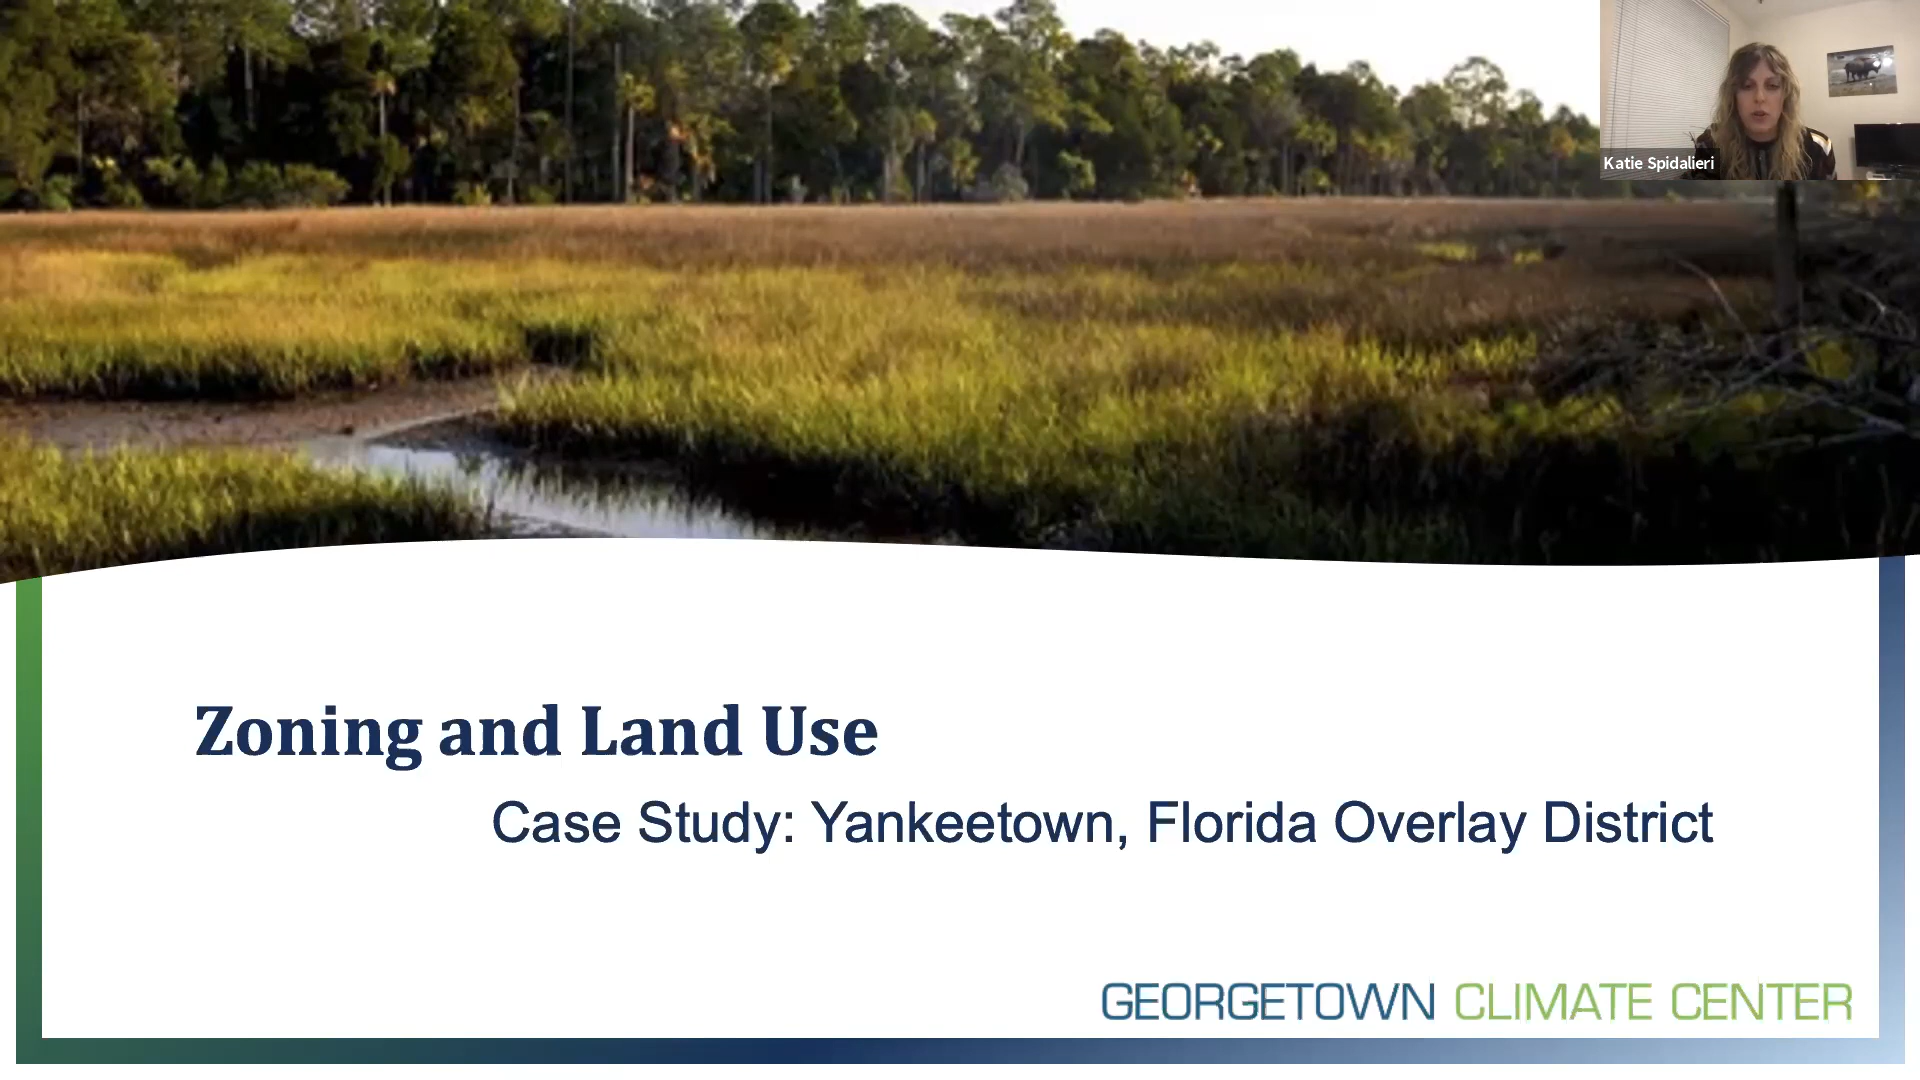 Katie Spidalieri
Zoning and Land Use
Case Study: Yankeetown, Florida Overlay District
GEORGETOWN CLIMATE CENTER